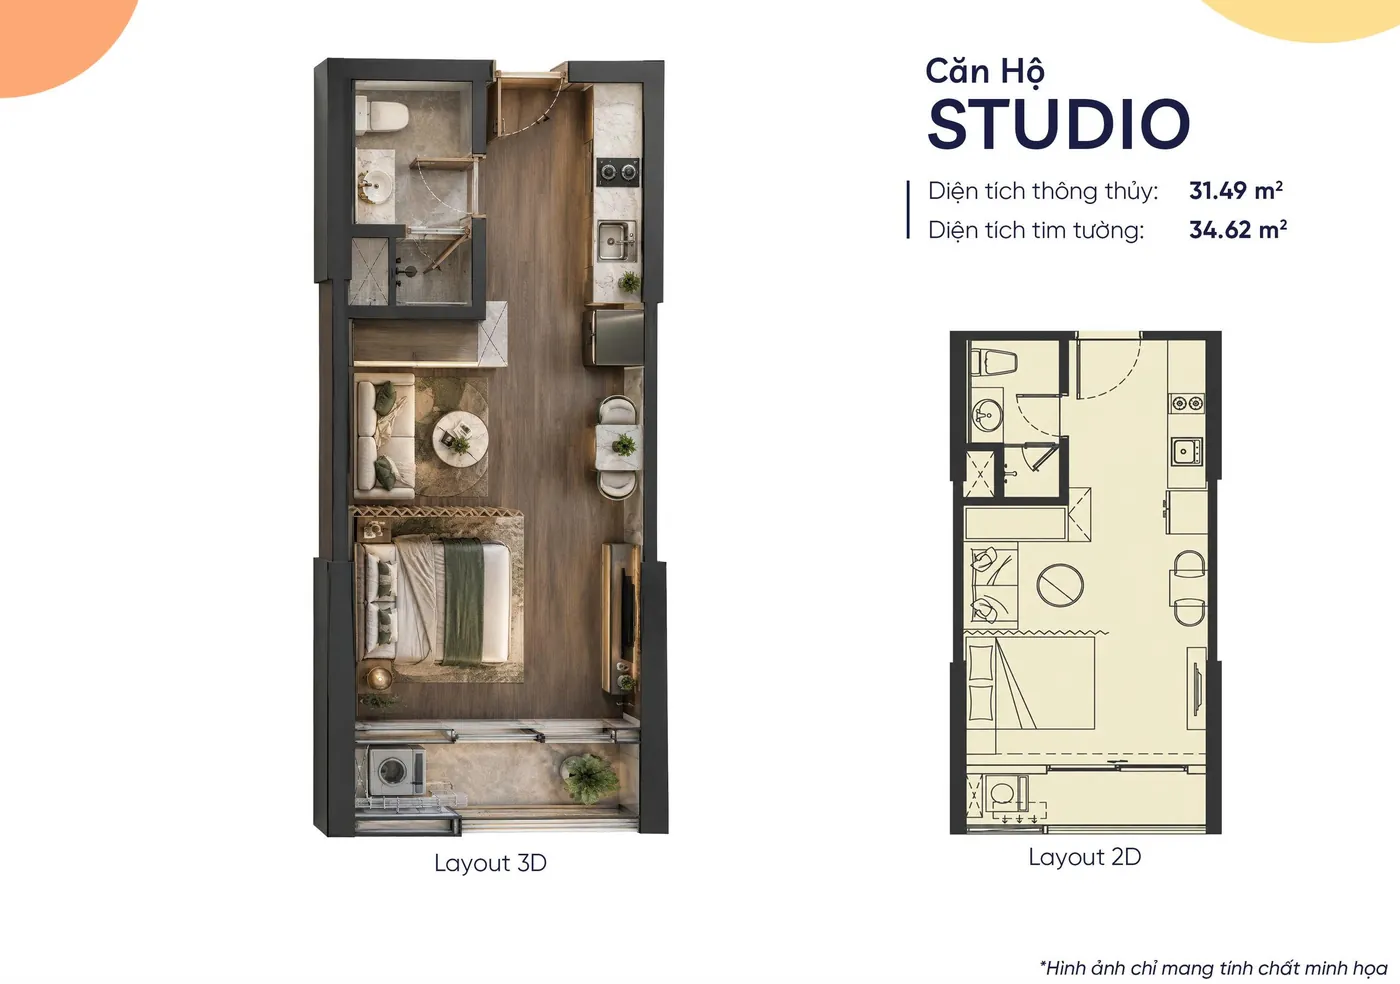 Căn Hộ
STUDIO
Diện tích thông thủy: 31.49 m²
Diện tích tim tường: 34.62 m²
Layout 3D
Layout 2D
*Hình ảnh chỉ mang tính chất minh họa